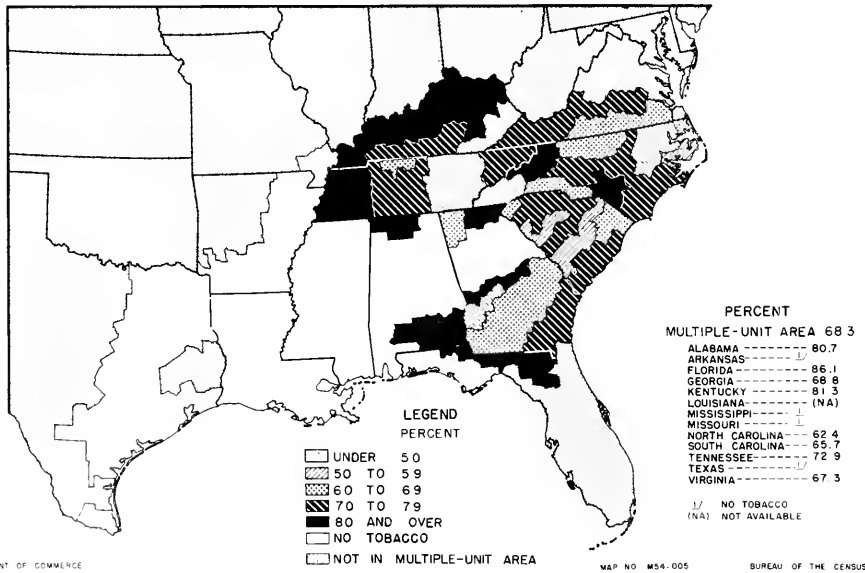 PERCENT
MULTIPLE-UNIT AREA 68 3
ALABAMA -------- 80.7
ARKANSAS -------- 1/
FLORIDA -------- 86.1
GEORGIA -------- 68 8
KENTUCKY -------- 81 3
LOUISIANA -------- (NA)
MISSISSIPPI -------- 1
MISSOURI -------- 1
NORTH CAROLINA --- 62 4
SOUTH CAROLINA --- 65.7
TENNESSEE -------- 72 9
TEXAS -------- 1/
VIRGINIA -------- 67.3
1/ NO TOBACCO
(NA) NOT AVAILABLE
LEGEND
PERCENT
UNDER 50
50 TO 59
60 TO 69
70 TO 79
80 AND OVER
NO TOBACCO
NOT IN MULTIPLE-UNIT AREA
NT OF COMMERCE
MAP NO M54-005
BUREAU OF THE CENSUS